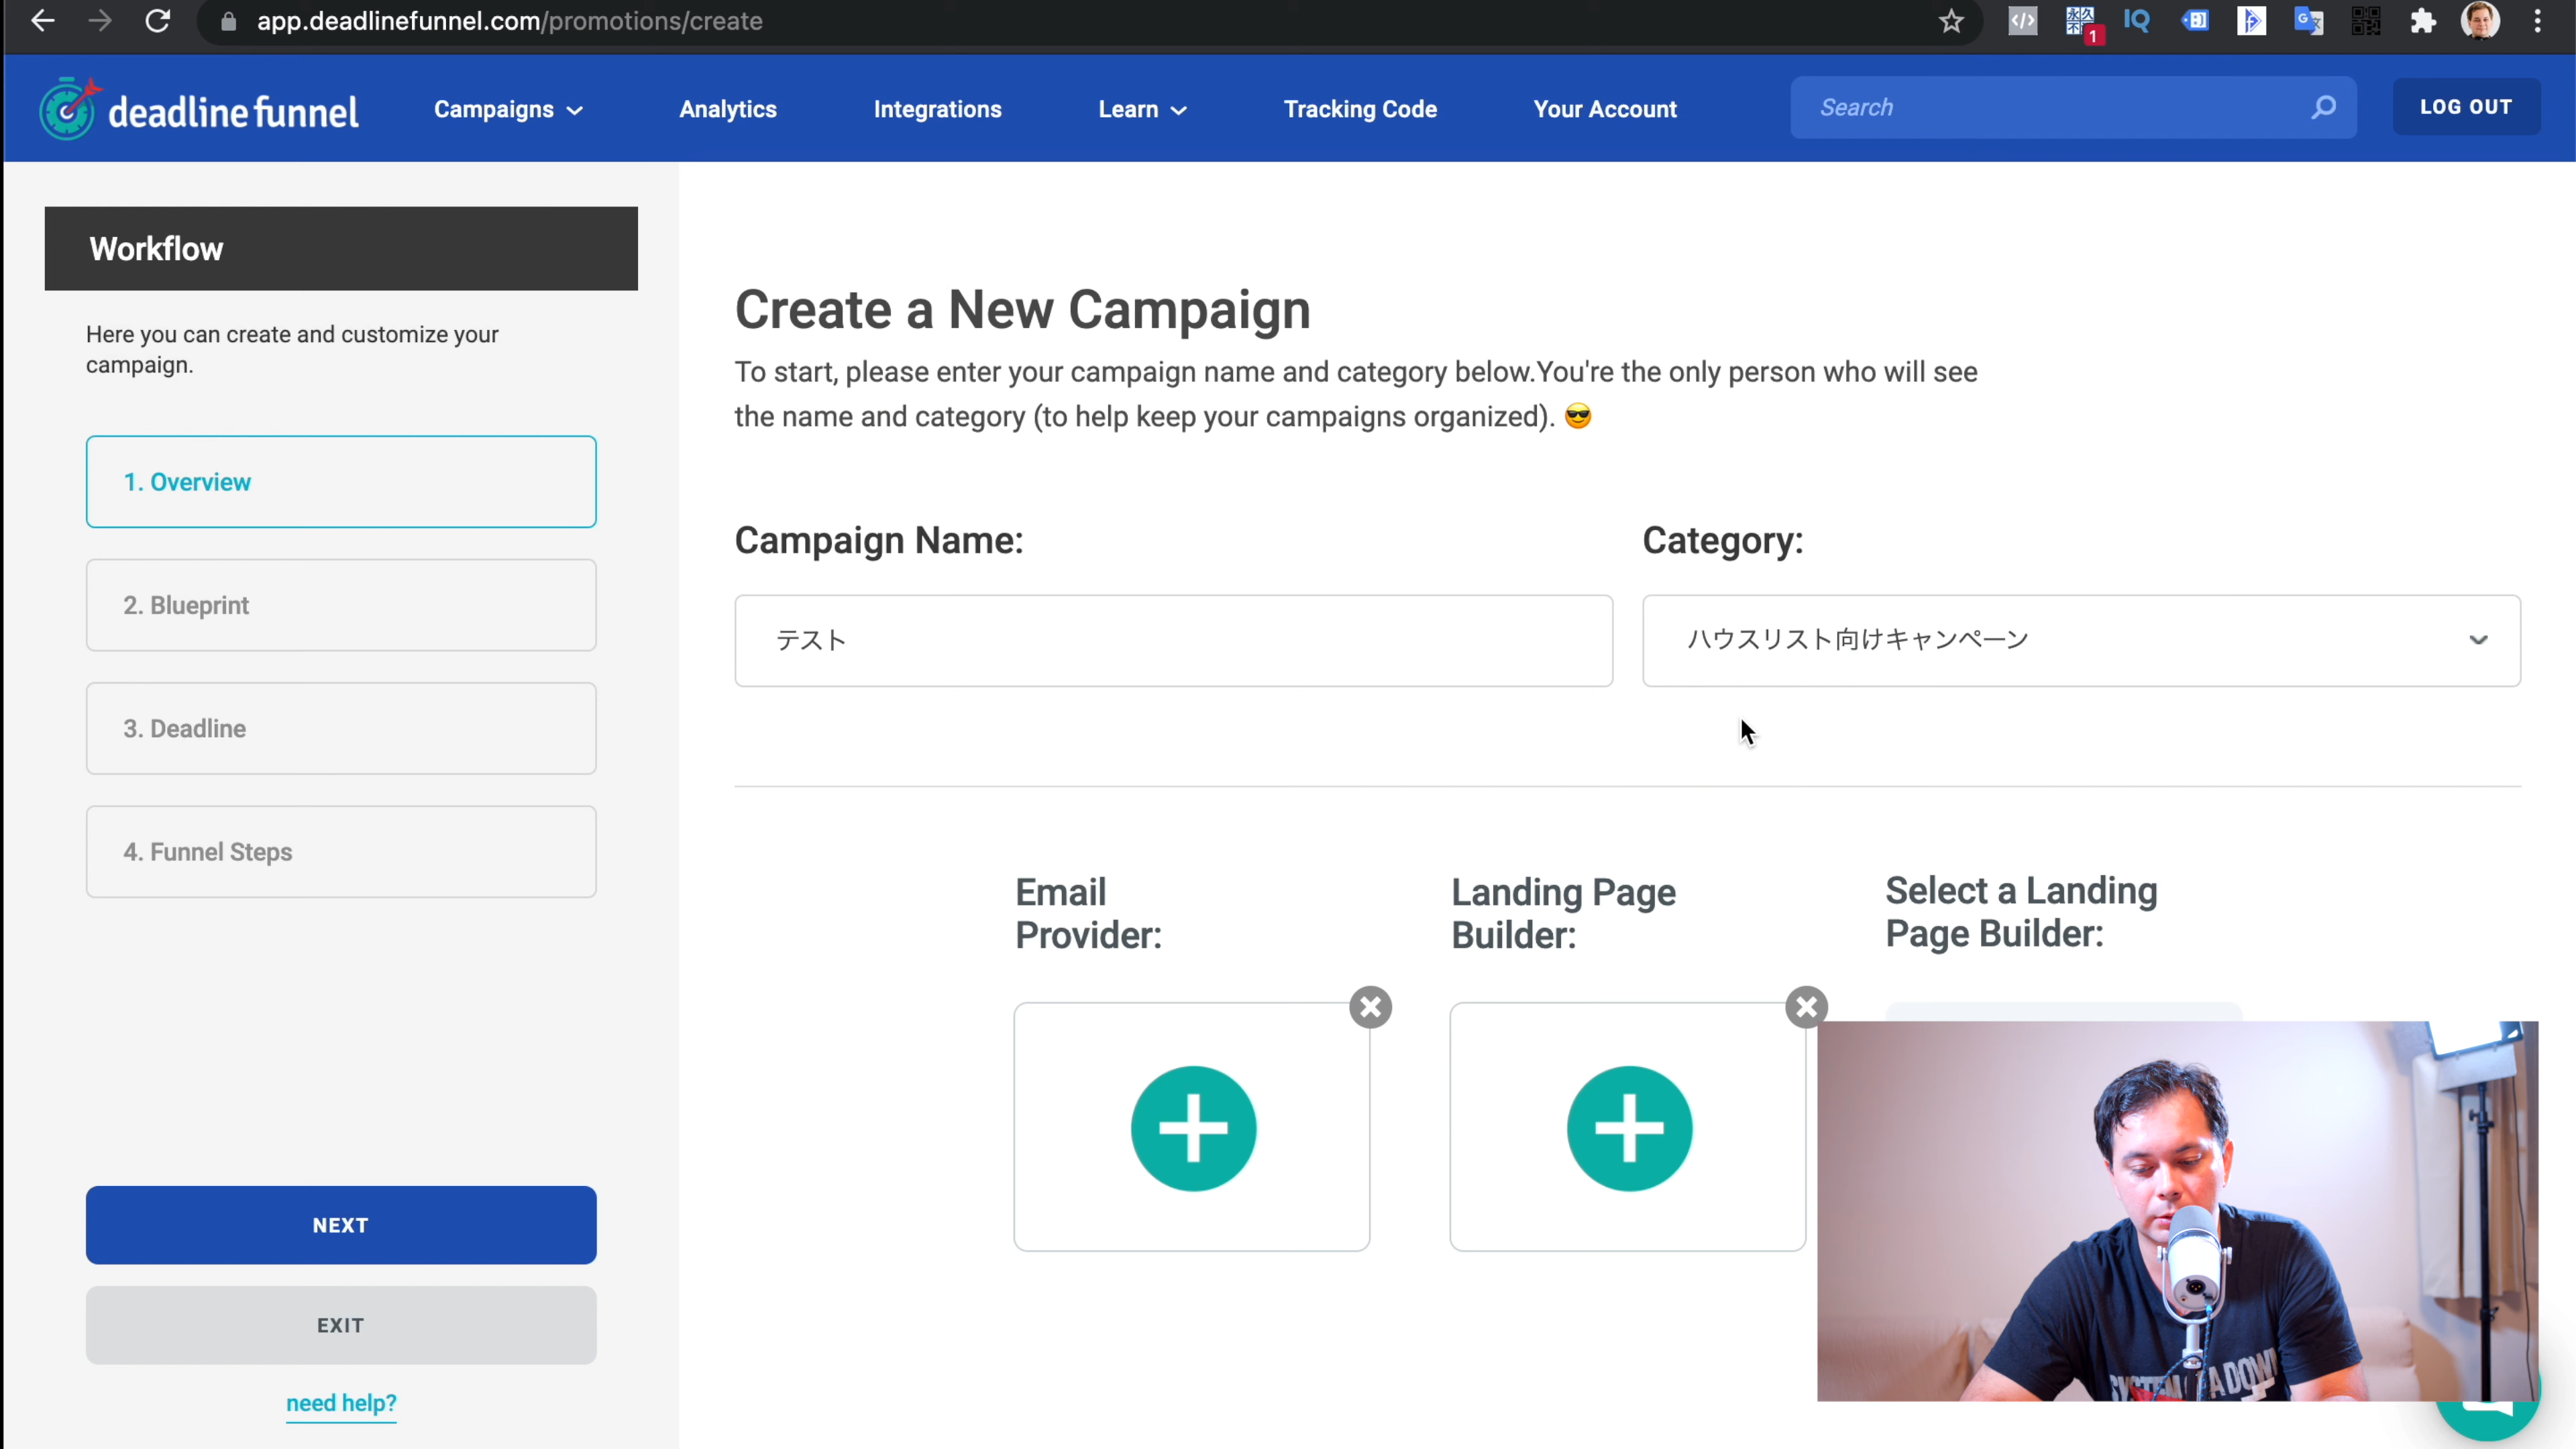 app.deadlinefunnel.com/promotions/create
1
IQ
deadline funnel
Campaigns
Analytics
Integrations
Learn
Tracking Code
Your Account
Search
LOG OUT
Workflow
Here you can create and customize your
campaign.
1. Overview
2. Blueprint
3. Deadline
4. Funnel Steps
NEXT
EXIT
need help?
Create a New Campaign
To start, please enter your campaign name and category below.You're the only person who will see
the name and category (to help keep your campaigns organized). 😎
Campaign Name:
Category:
テスト
ハウスリスト向けキャンペーン
Email
Provider:
Landing Page
Builder:
Select a Landing
Page Builder: